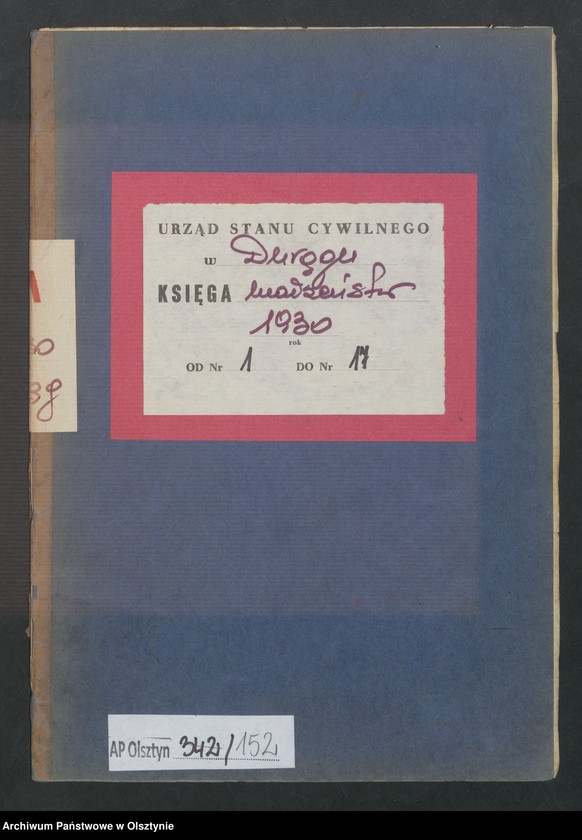 URZĄD STANU CYWILNEGO
w Durągu
KSIĘGA małżeństw
1930
rok
OD Nr 1 DO Nr 17
AP Olsztyn 342/152
Archiwum Państwowe w Olsztynie